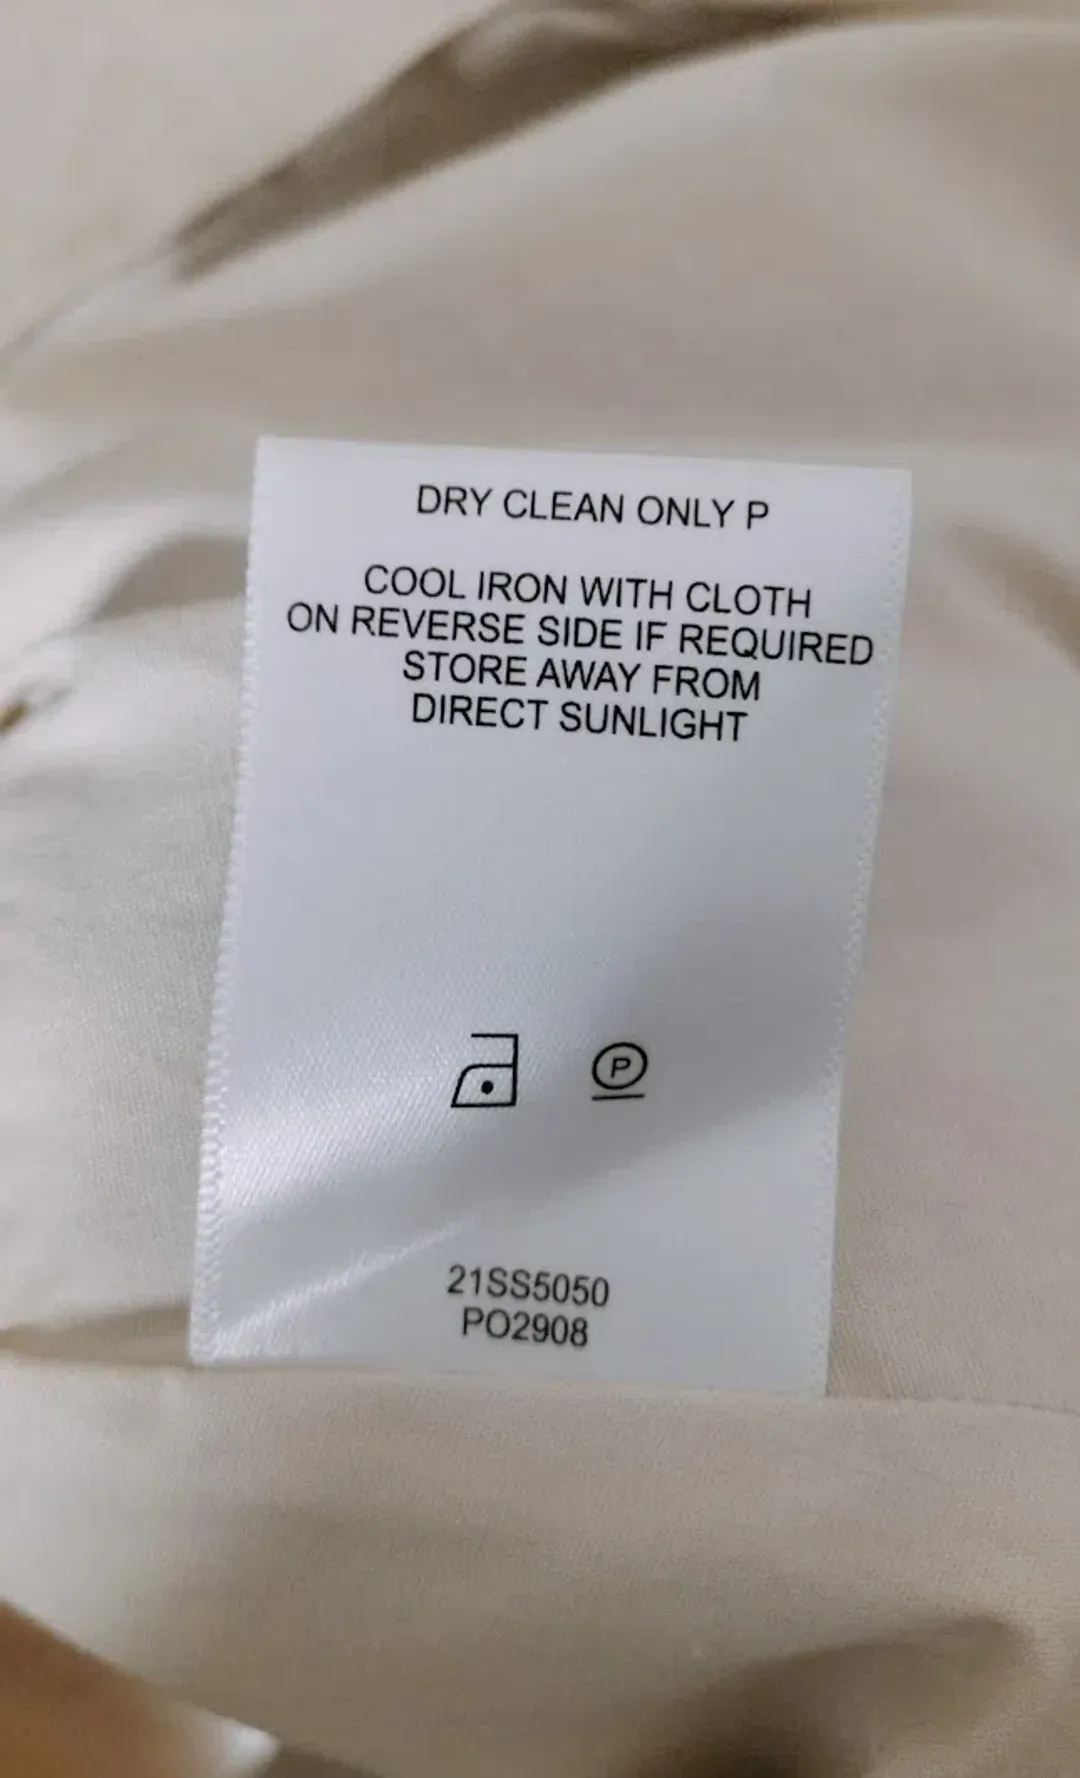 DRY CLEAN ONLY P
COOL IRON WITH CLOTH
ON REVERSE SIDE IF REQUIRED
STORE AWAY FROM
DIRECT SUNLIGHT
P
21SS5050
PO2908